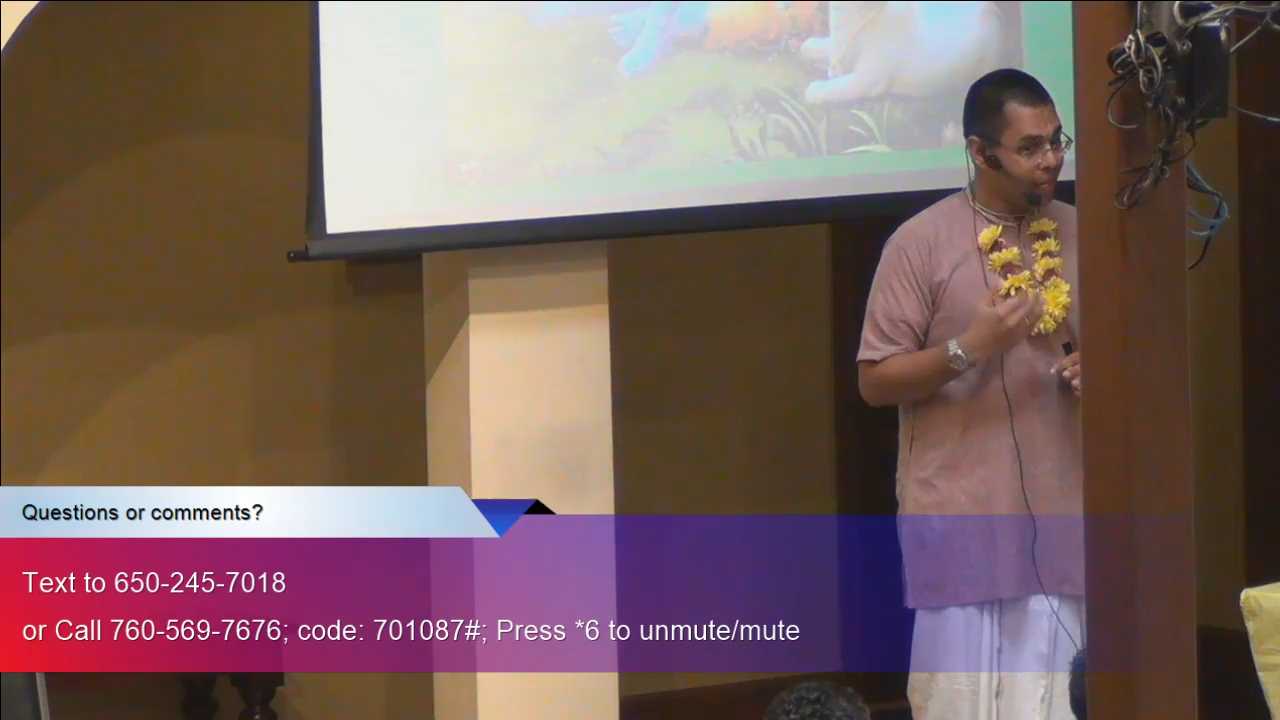 Questions or comments?
Text to 650-245-7018
or Call 760-569-7676; code: 701087#; Press *6 to unmute/mute